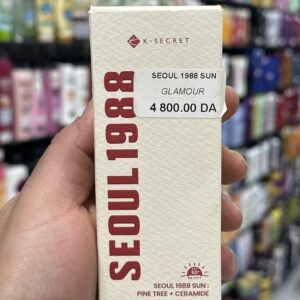 K-SECRET
SEOUL 1988 SUN
GLAMOUR
4 800.00 DA
SEOUL 1988
SEOUL 1988 SUN :
PINE TREE + CERAMIDE